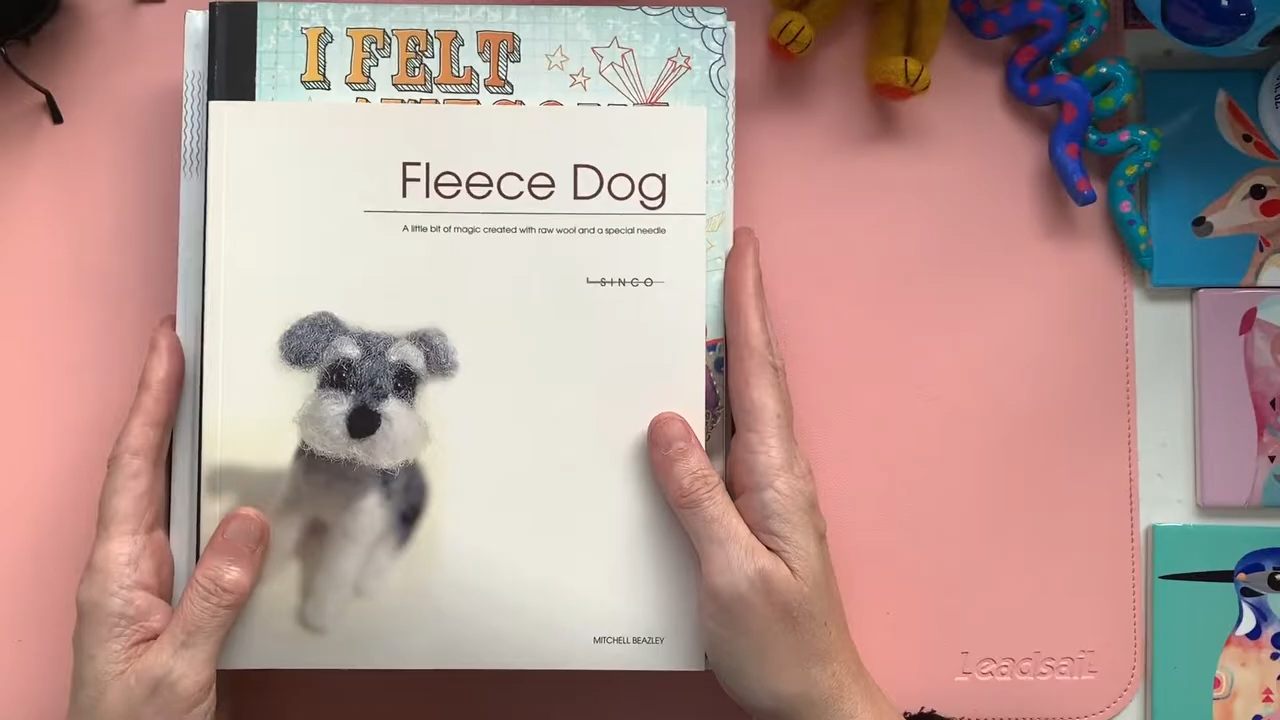 I FELT
Fleece Dog
A little bit of magic created with raw wool and a special needle
SINCO
MITCHELL BEAZLEY
Leadsail